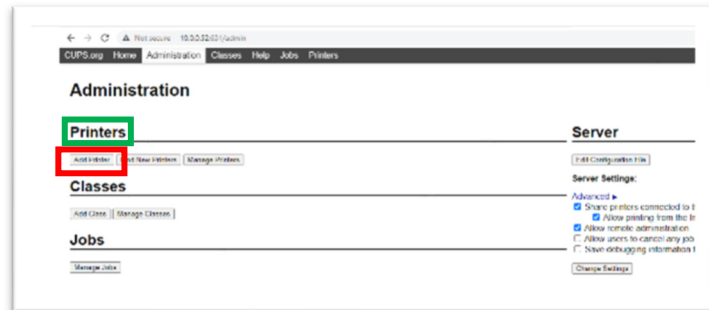 Not secure 10.0.0.52:631/admin
CUPS.org Home Administration Classes Help Jobs Printers
Administration
Printers
Add Printer Find New Printers Manage Printers
Classes
Add Class Manage Classes
Jobs
Manage Jobs
Server
Edit Configuration File
Server Settings:
Advanced ▶
Share printers connected to t
Allow printing from the In
Allow remote administration
Allow users to cancel any job
Save debugging information f
Change Settings